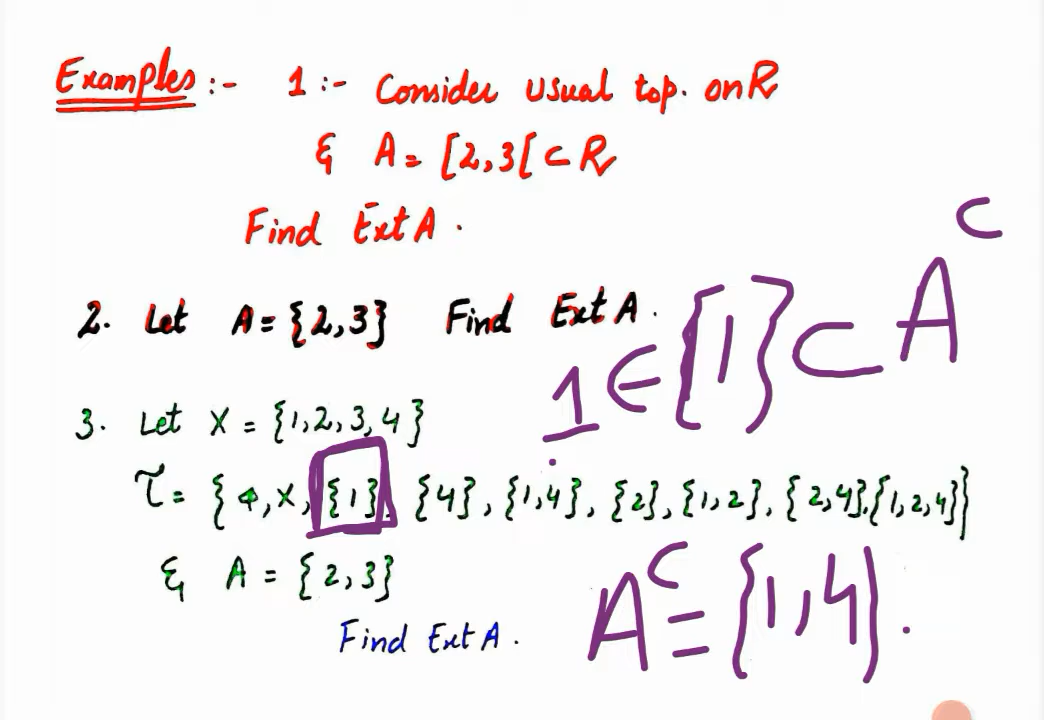 Examples :- 1 :- Consider usual top. on R
& A = [2,3[ ⊂ R
Find Ext A .
2. Let A = {2,3} Find Ext A .
1 ∈ {1} ⊂ A^c
3. Let X = {1,2,3,4}
τ = { φ, X, {1}, {4}, {1,4}, {2}, {1,2}, {2,4}, {1,2,4}}
& A = {2,3}
A^c = {1,4} .
Find Ext A .